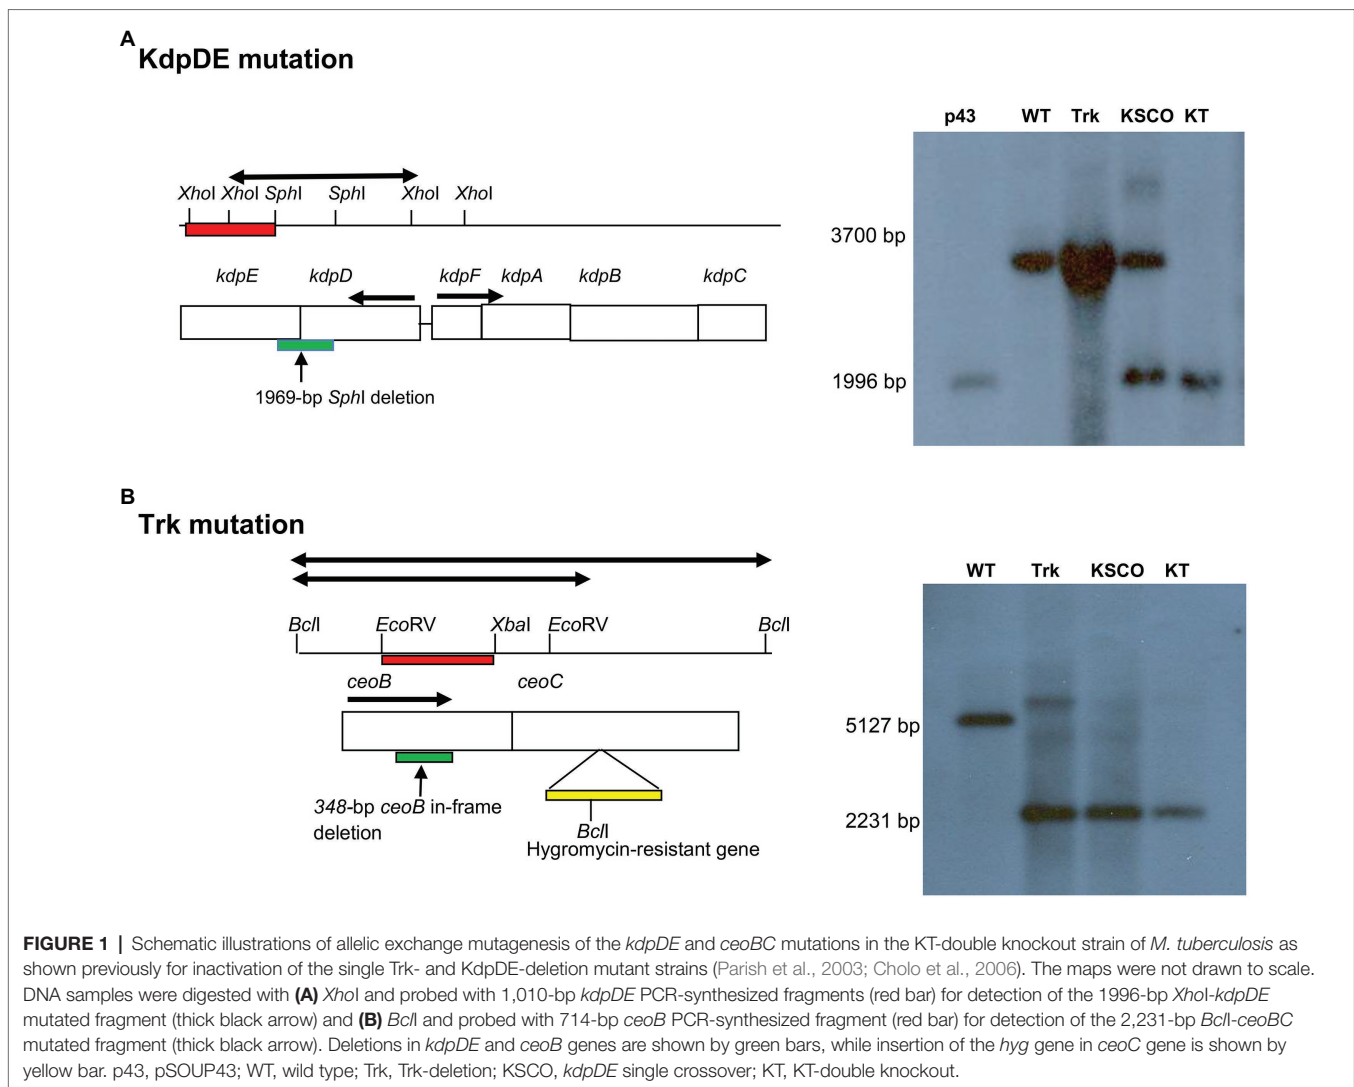 A
KdpDE mutation
p43 WT Trk KSCO KT
XhoI XhoI SphI SphI XhoI XhoI
3700 bp
kdpE kdpD kdpF kdpA kdpB kdpC
1996 bp
1969-bp SphI deletion
B
Trk mutation
WT Trk KSCO KT
BclI EcoRV XbaI EcoRV BclI
ceoB ceoC
5127 bp
348-bp ceoB in-frame
deletion
2231 bp
BclI
Hygromycin-resistant gene
FIGURE 1 | Schematic illustrations of allelic exchange mutagenesis of the kdpDE and ceoBC mutations in the KT-double knockout strain of M. tuberculosis as
shown previously for inactivation of the single Trk- and KdpDE-deletion mutant strains (Parish et al., 2003; Cholo et al., 2006). The maps were not drawn to scale.
DNA samples were digested with (A) XhoI and probed with 1,010-bp kdpDE PCR-synthesized fragments (red bar) for detection of the 1996-bp XhoI-kdpDE
mutated fragment (thick black arrow) and (B) BclI and probed with 714-bp ceoB PCR-synthesized fragment (red bar) for detection of the 2,231-bp BclI-ceoBC
mutated fragment (thick black arrow). Deletions in kdpDE and ceoB genes are shown by green bars, while insertion of the hyg gene in ceoC gene is shown by
yellow bar. p43, pSOUP43; WT, wild type; Trk, Trk-deletion; KSCO, kdpDE single crossover; KT, KT-double knockout.